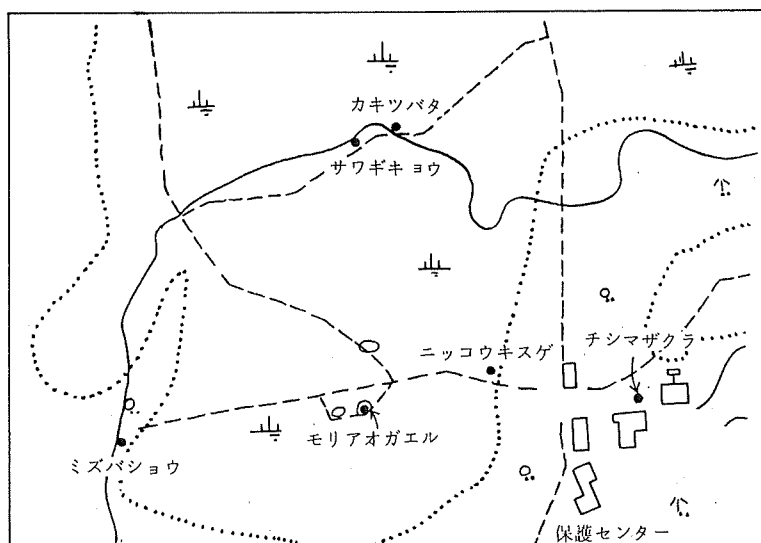 カキツバタ
サワギキョウ
ニッコウキスゲ
チシマザクラ
モリアオガエル
ミズバショウ
保護センター